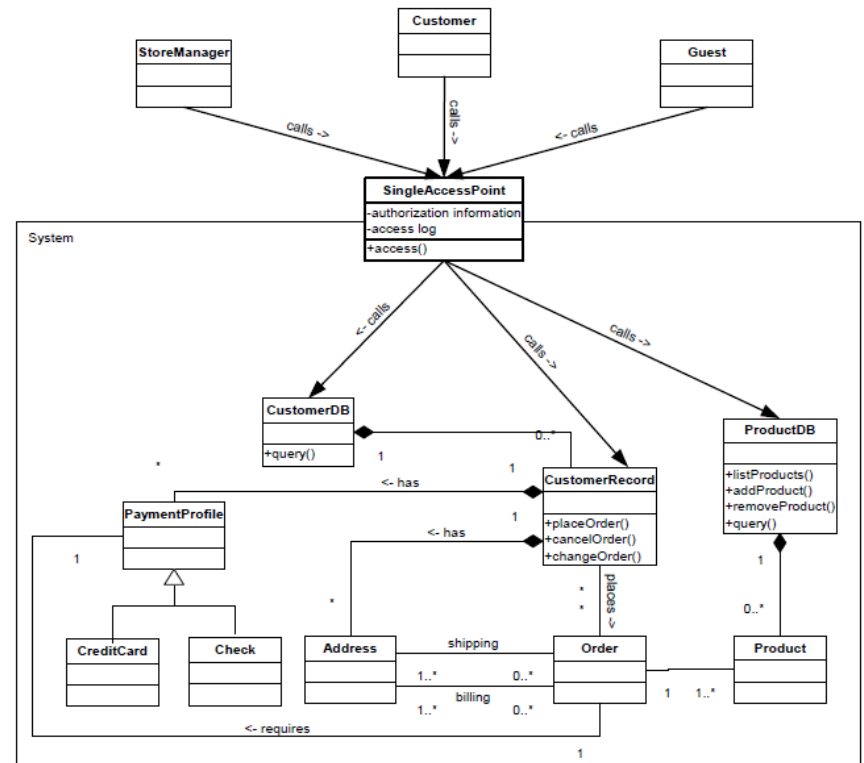 Customer
StoreManager
Guest
calls ->
calls ->
<- calls
SingleAccessPoint
-authorization information
-access log
+access()
System
<- calls
calls ->
calls ->
CustomerDB
+query()
1
0..*
ProductDB
+listProducts()
+addProduct()
+removeProduct()
+query()
1
0..*
*
<- has
1
CustomerRecord
+placeOrder()
+cancelOrder()
+changeOrder()
PaymentProfile
1
<- has
1
*
*
*
places ->
CreditCard
Check
Address
shipping
1..*
0..*
billing
1..*
0..*
Order
1
1..*
Product
<- requires
1